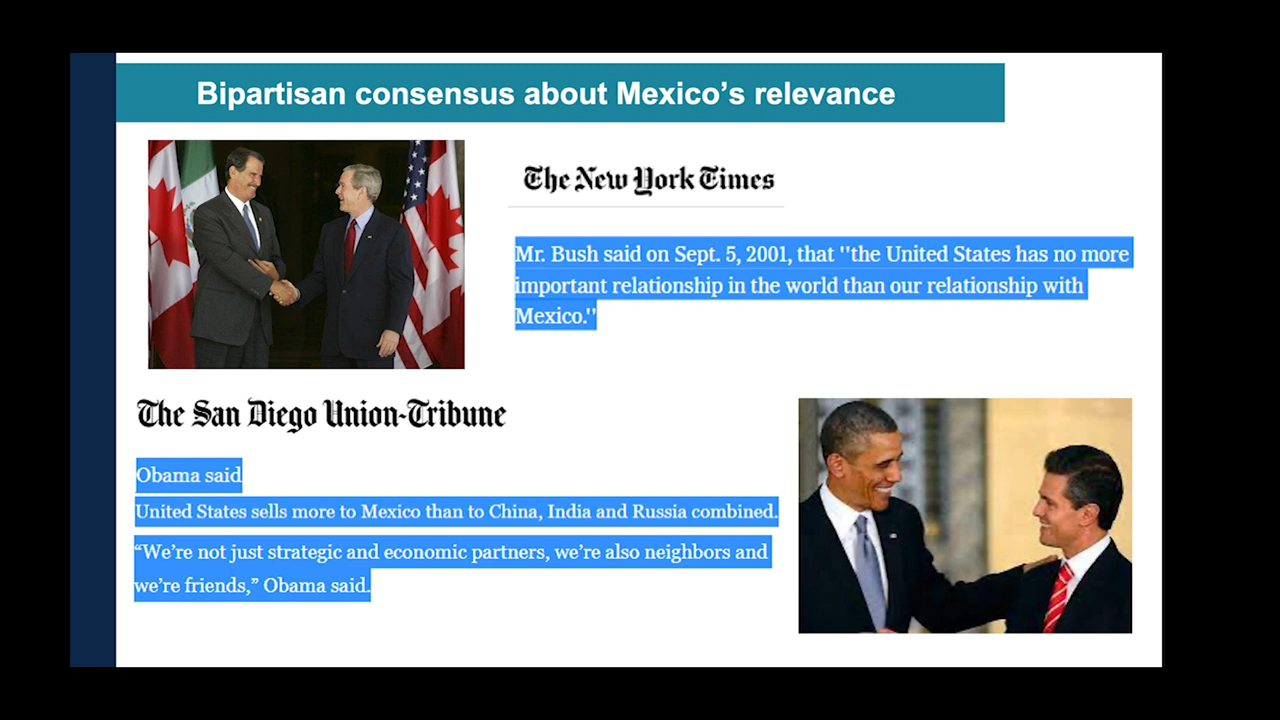 Bipartisan consensus about Mexico’s relevance
The New York Times
Mr. Bush said on Sept. 5, 2001, that ''the United States has no more
important relationship in the world than our relationship with
Mexico.''
The San Diego Union-Tribune
Obama said
United States sells more to Mexico than to China, India and Russia combined.
“We’re not just strategic and economic partners, we’re also neighbors and
we’re friends,” Obama said.